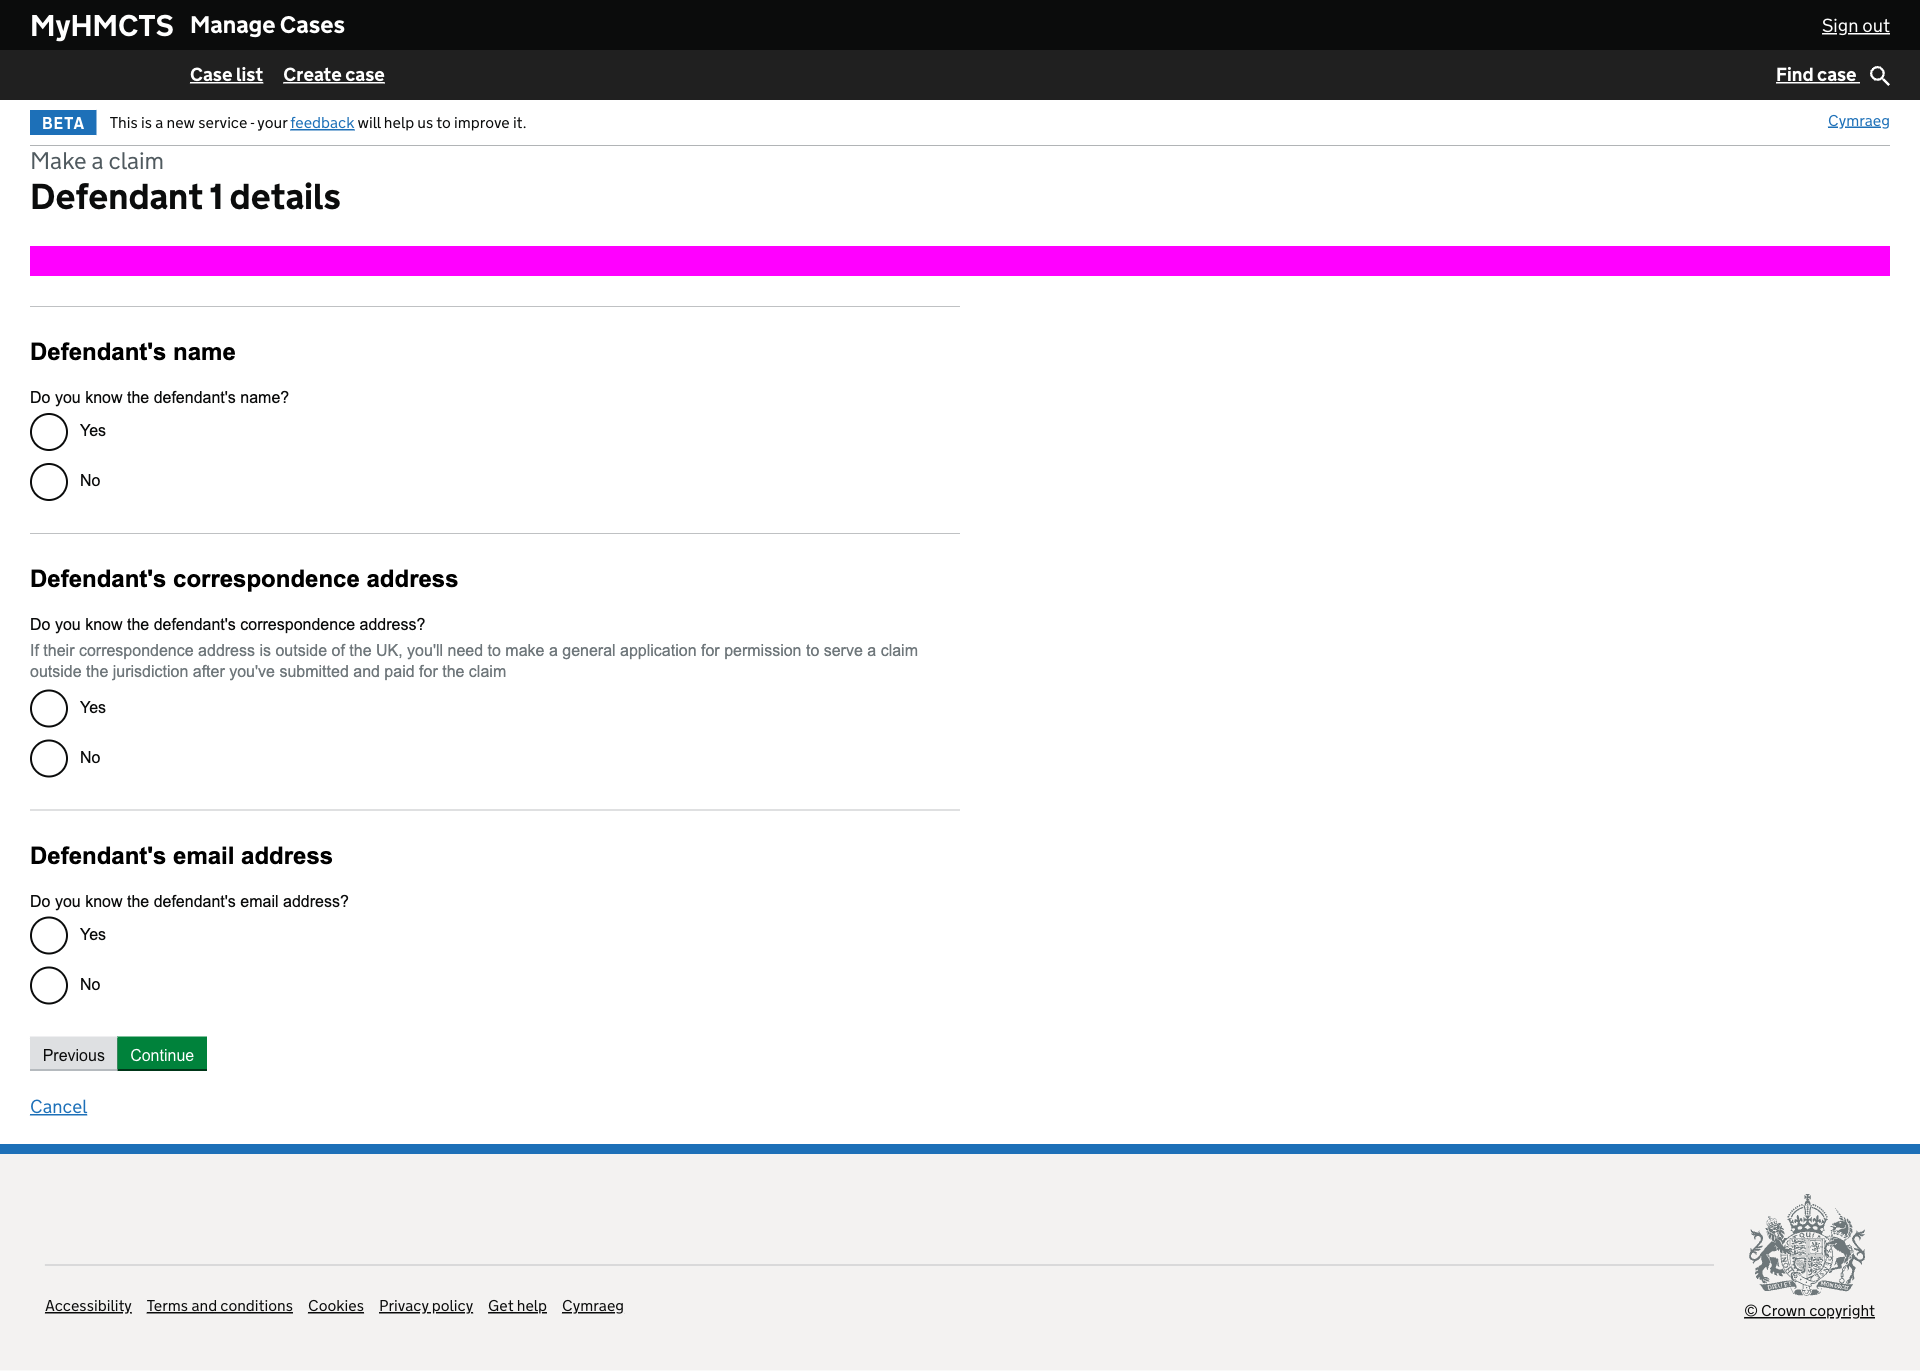 MyHMCTS Manage Cases Sign out
Case list Create case Find case
BETA This is a new service - your feedback will help us to improve it. Cymraeg
Make a claim
Defendant 1 details
Defendant's name
Do you know the defendant's name?
Yes
No
Defendant's correspondence address
Do you know the defendant's correspondence address?
If their correspondence address is outside of the UK, you'll need to make a general application for permission to serve a claim
outside the jurisdiction after you've submitted and paid for the claim
Yes
No
Defendant's email address
Do you know the defendant's email address?
Yes
No
Previous Continue
Cancel
Accessibility Terms and conditions Cookies Privacy policy Get help Cymraeg
© Crown copyright